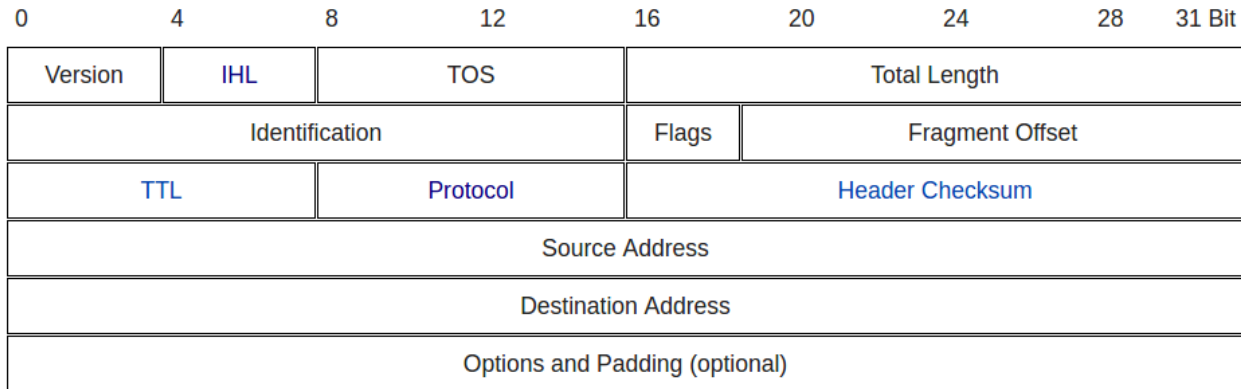 0 4 8 12 16 20 24 28 31 Bit
Version IHL TOS Total Length
Identification Flags Fragment Offset
TTL Protocol Header Checksum
Source Address
Destination Address
Options and Padding (optional)